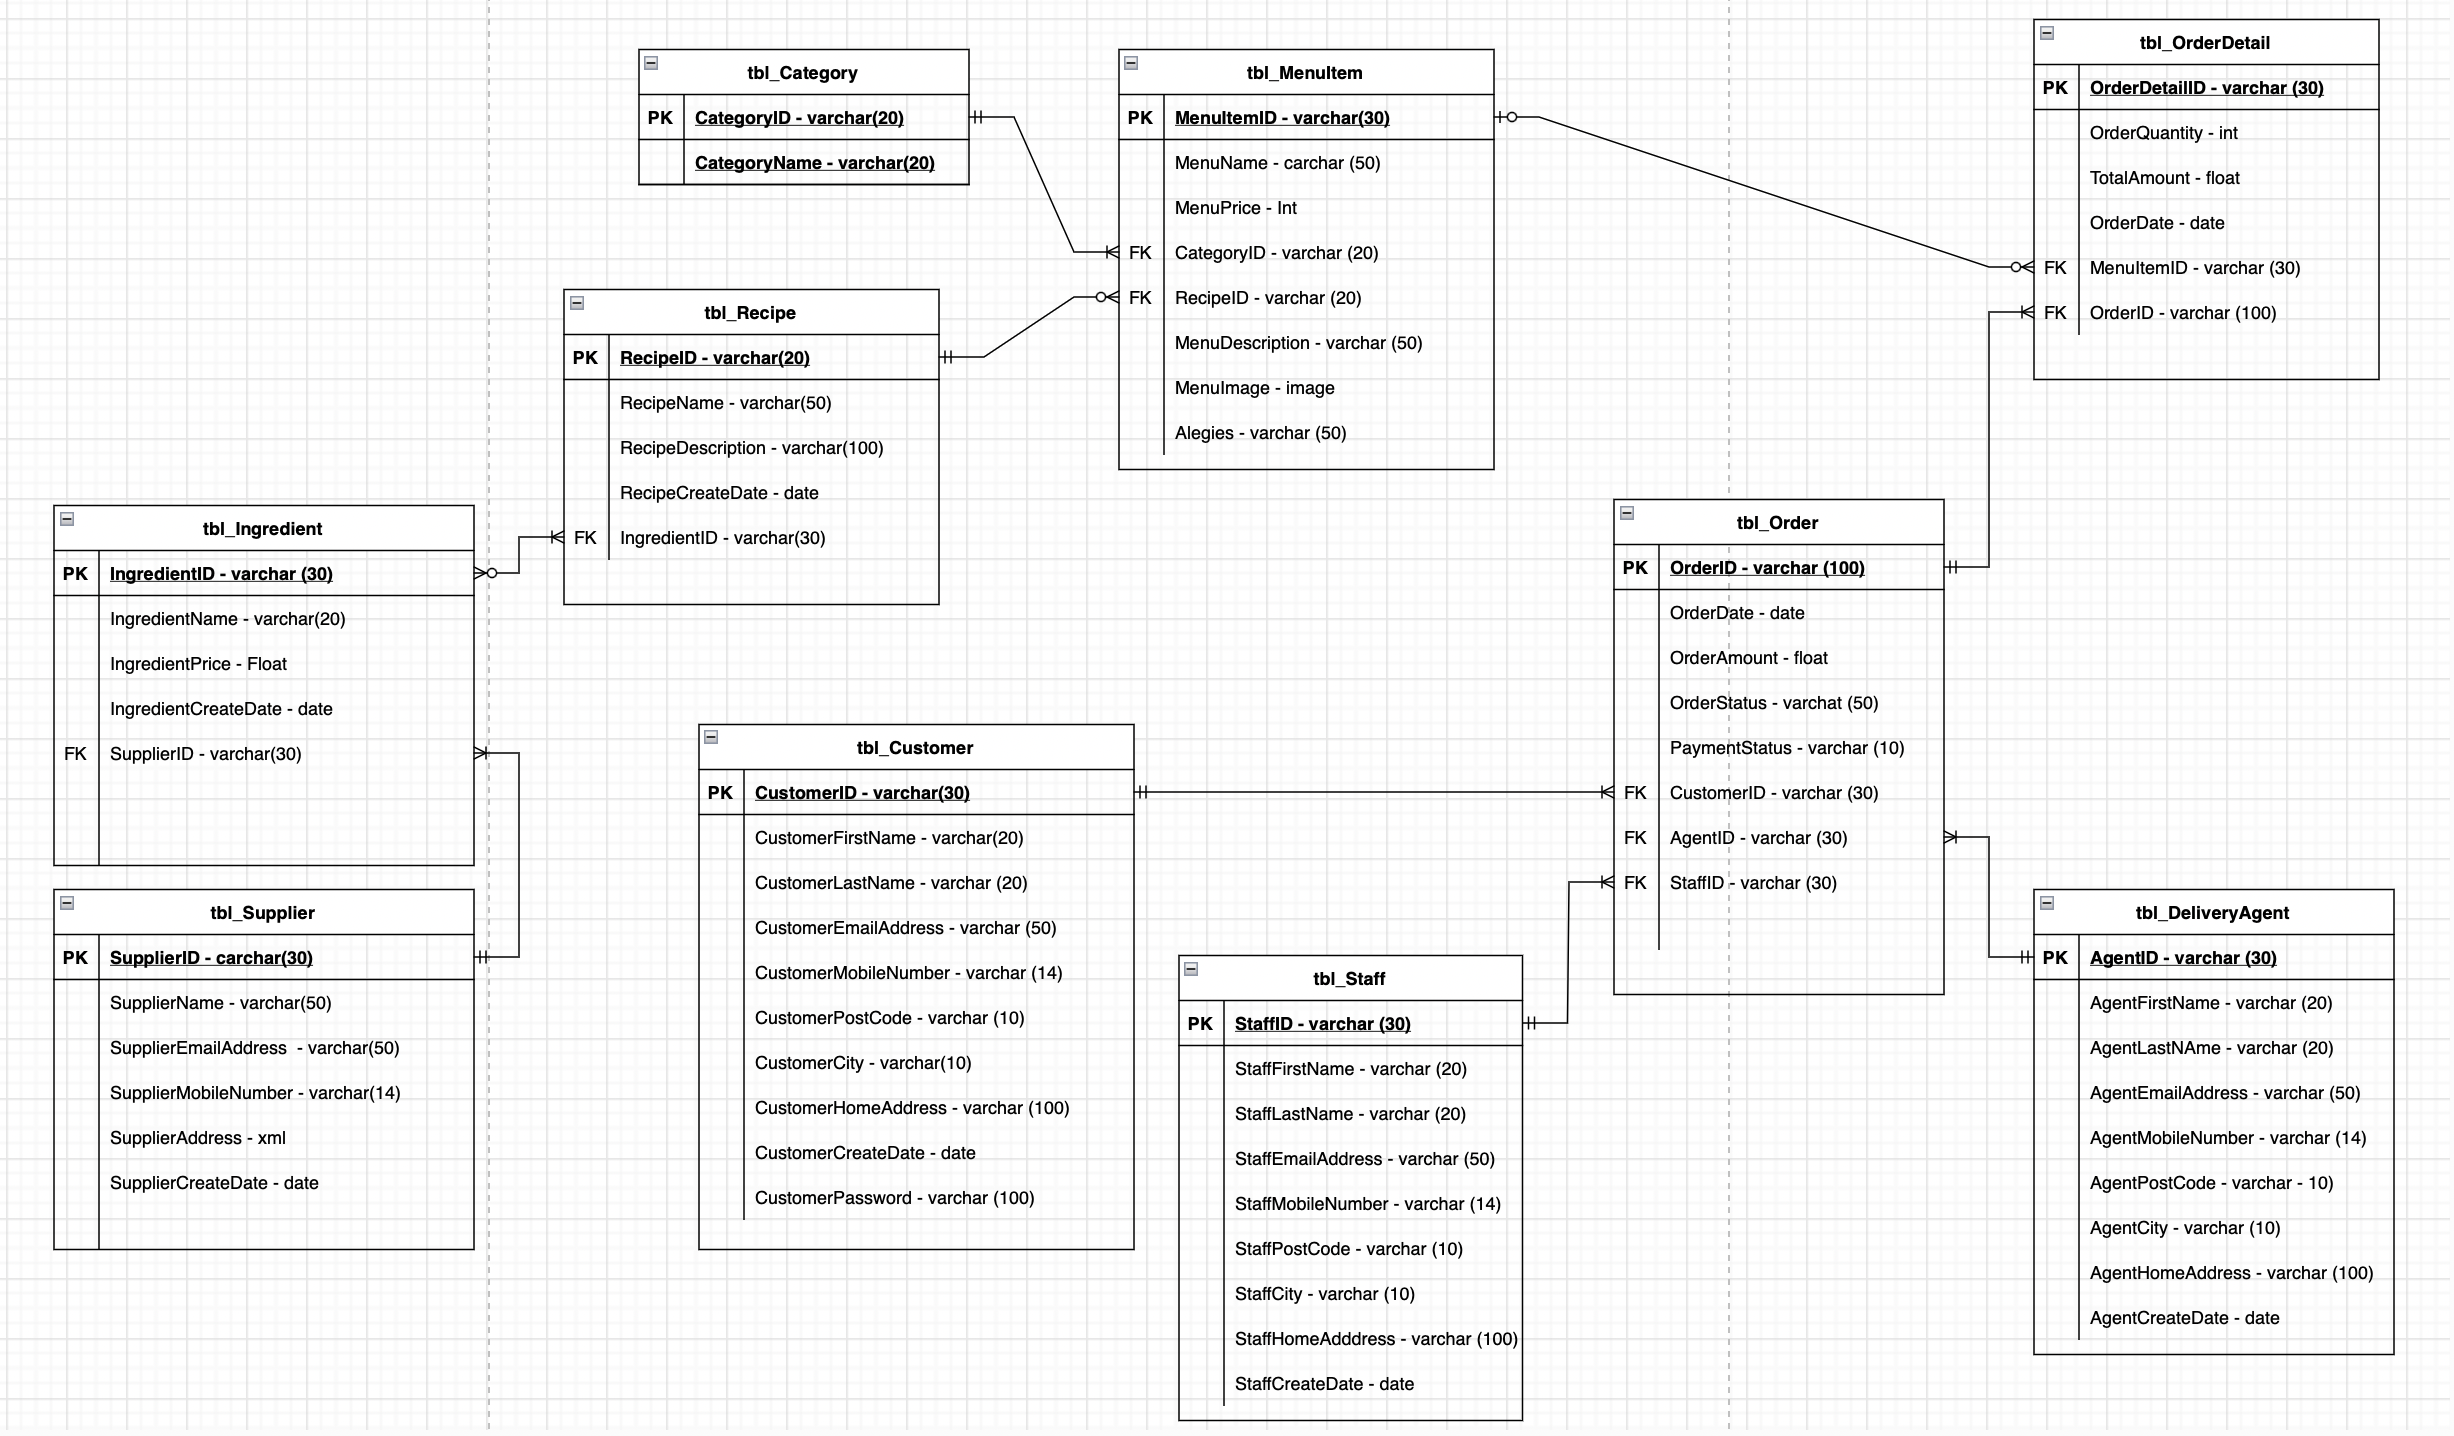 tbl_Category
PK CategoryID - varchar(20)
CategoryName - varchar(20)
tbl_MenuItem
PK MenuItemID - varchar(30)
MenuName - carchar (50)
MenuPrice - Int
FK CategoryID - varchar (20)
FK RecipeID - varchar (20)
MenuDescription - varchar (50)
MenuImage - image
Alegies - varchar (50)
tbl_OrderDetail
PK OrderDetailID - varchar (30)
OrderQuantity - int
TotalAmount - float
OrderDate - date
FK MenuItemID - varchar (30)
FK OrderID - varchar (100)
tbl_Recipe
PK RecipeID - varchar(20)
RecipeName - varchar(50)
RecipeDescription - varchar(100)
RecipeCreateDate - date
FK IngredientID - varchar(30)
tbl_Ingredient
PK IngredientID - varchar (30)
IngredientName - varchar(20)
IngredientPrice - Float
IngredientCreateDate - date
FK SupplierID - varchar(30)
tbl_Order
PK OrderID - varchar (100)
OrderDate - date
OrderAmount - float
OrderStatus - varchat (50)
PaymentStatus - varchar (10)
FK CustomerID - varchar (30)
FK AgentID - varchar (30)
FK StaffID - varchar (30)
tbl_Customer
PK CustomerID - varchar(30)
CustomerFirstName - varchar(20)
CustomerLastName - varchar (20)
CustomerEmailAddress - varchar (50)
CustomerMobileNumber - varchar (14)
CustomerPostCode - varchar (10)
CustomerCity - varchar(10)
CustomerHomeAddress - varchar (100)
CustomerCreateDate - date
CustomerPassword - varchar (100)
tbl_Supplier
PK SupplierID - carchar(30)
SupplierName - varchar(50)
SupplierEmailAddress - varchar(50)
SupplierMobileNumber - varchar(14)
SupplierAddress - xml
SupplierCreateDate - date
tbl_Staff
PK StaffID - varchar (30)
StaffFirstName - varchar (20)
StaffLastName - varchar (20)
StaffEmailAddress - varchar (50)
StaffMobileNumber - varchar (14)
StaffPostCode - varchar (10)
StaffCity - varchar (10)
StaffHomeAdddress - varchar (100)
StaffCreateDate - date
tbl_DeliveryAgent
PK AgentID - varchar (30)
AgentFirstName - varchar (20)
AgentLastNAme - varchar (20)
AgentEmailAddress - varchar (50)
AgentMobileNumber - varchar (14)
AgentPostCode - varchar - 10)
AgentCity - varchar (10)
AgentHomeAddress - varchar (100)
AgentCreateDate - date